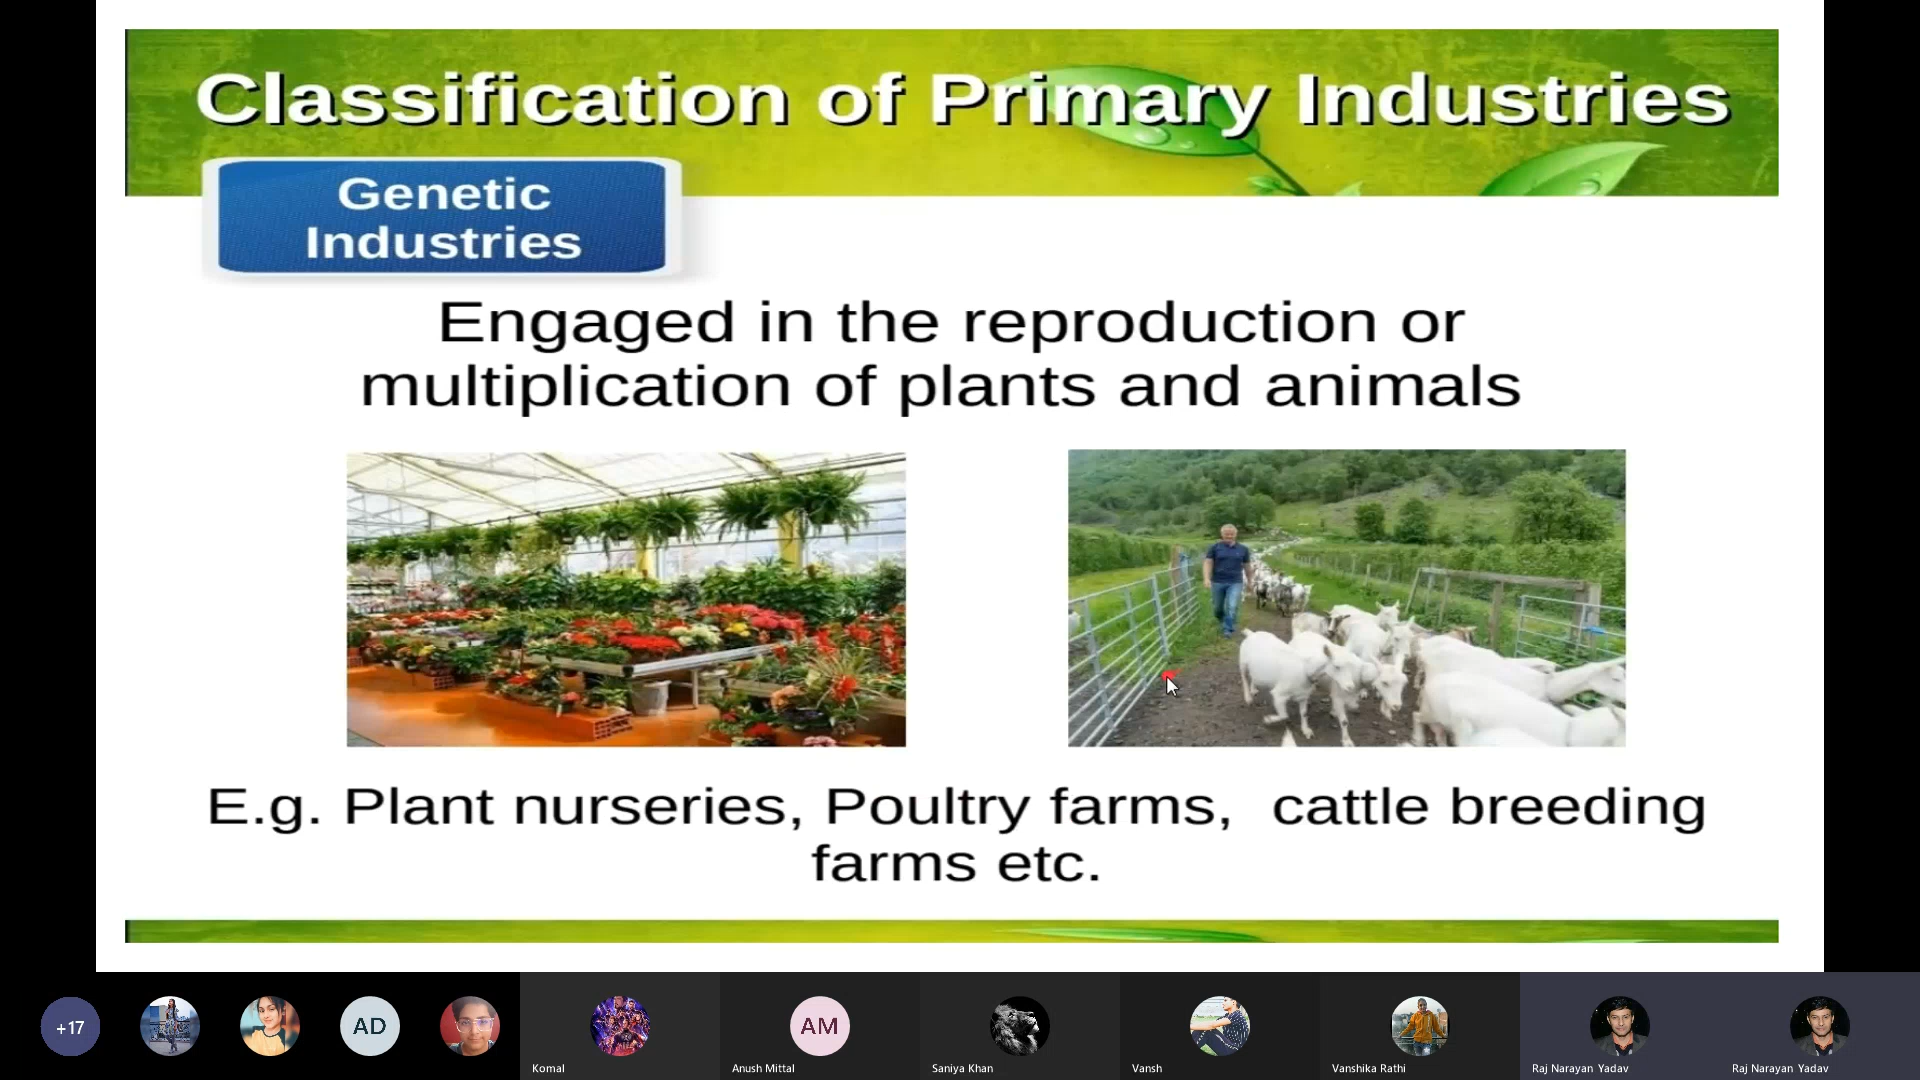 Classification of Primary Industries
Genetic
Industries
Engaged in the reproduction or
multiplication of plants and animals
E.g. Plant nurseries, Poultry farms,  cattle breeding
farms etc.
+17
AD
Komal
AM
Anush Mittal
Saniya Khan
Vansh
Vanshika Rathi
Raj Narayan Yadav
Raj Narayan Yadav